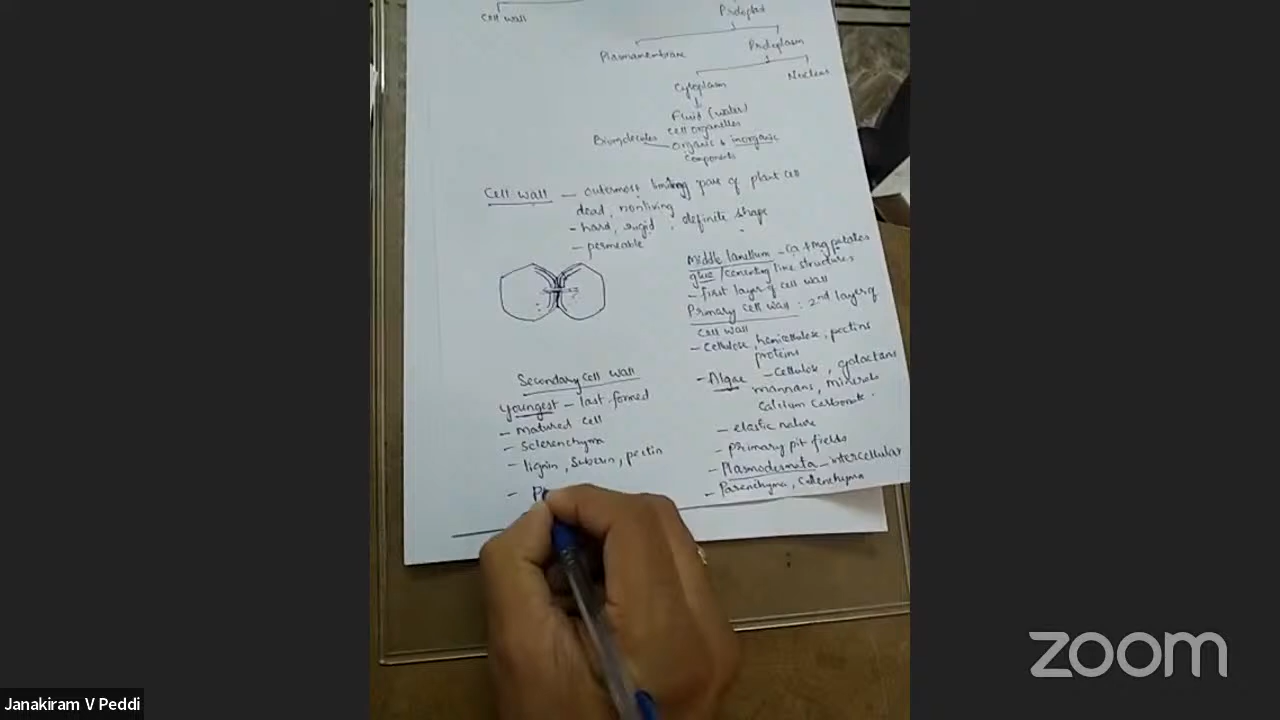 Cell wall
Protoplast
Plasmamembrane
Protoplasm
Cytoplasm
Nucleus
Fluid (water)
cell organelles
Biomolecules organic & inorganic
components
Cell wall — outermost limiting part of plant cell
dead, nonliving
- hard, rigid, definite shape
- permeable
Middle lamellum - Ca + Mg pectates
glue/cementing like structures
- first layer of cell wall
Primary cell wall : 2nd layer of
cell wall
- cellulose, hemicellulose, pectins
proteins
- Algae - cellulose, galactans
mannans, minerals
calcium carbonate.
- elastic nature
- Primary pit fields
- Plasmodesmata - intercellular
- Parenchyma, Collenchyma
Secondary cell wall
youngest - last formed
- matured cell
- sclerenchyma
- lignin, suberin, pectin
- P
Janakiram V Peddi
zoom